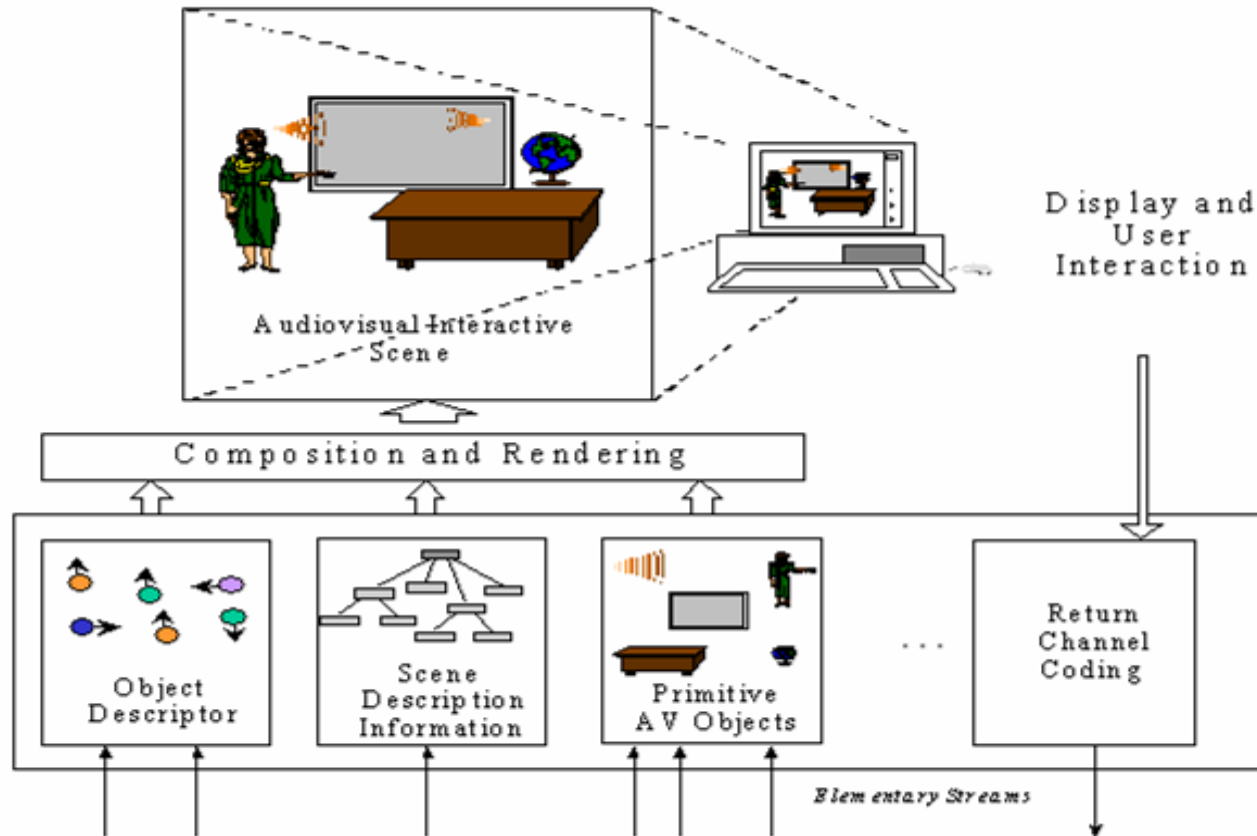 Display and
User
Interaction
Audiovisual Interactive
Scene
Composition and Rendering
Object
Descriptor
Scene
Description
Information
Primitive
AV Objects
...
Return
Channel
Coding
Elementary Streams